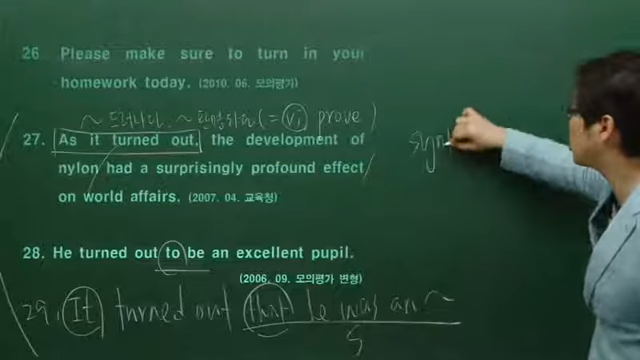 26 Please make sure to turn in your
homework today. (2010. 06. 모의평가)
~ 드러나다. ~ 판명되다 (= vi prove)
27. As it turned out, the development of
nylon had a surprisingly profound effect
on world affairs. (2007. 04. 교육청)
28. He turned out to be an excellent pupil.
(2006. 09. 모의평가 변형)
29. It turned out that he was an ~
S